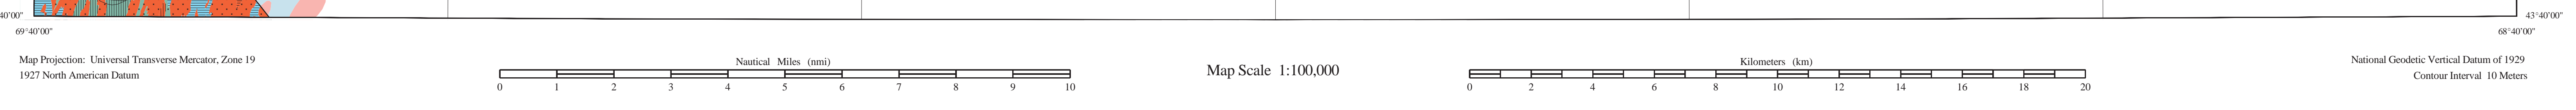 40'00" 43°40'00"
69°40'00" 68°40'00"
Map Projection: Universal Transverse Mercator, Zone 19
1927 North American Datum
Nautical Miles (nmi)
0 1 2 3 4 5 6 7 8 9 10
Map Scale 1:100,000
Kilometers (km)
0 2 4 6 8 10 12 14 16 18 20
National Geodetic Vertical Datum of 1929
Contour Interval 10 Meters